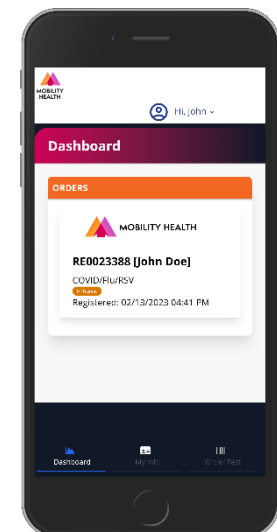 MOBILITY
HEALTH
Hi, John
Dashboard
ORDERS
MOBILITY HEALTH
RE0023388 [John Doe]
COVID/Flu/RSV
Registered: 02/13/2023 04:41 PM
Dashboard
My Info
Order Test